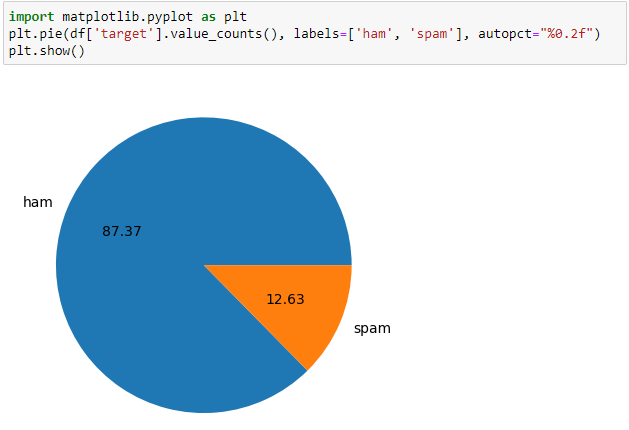 import matplotlib.pyplot as plt
plt.pie(df['target'].value_counts(), labels=['ham', 'spam'], autopct="%0.2f")
plt.show()
ham
87.37
12.63
spam